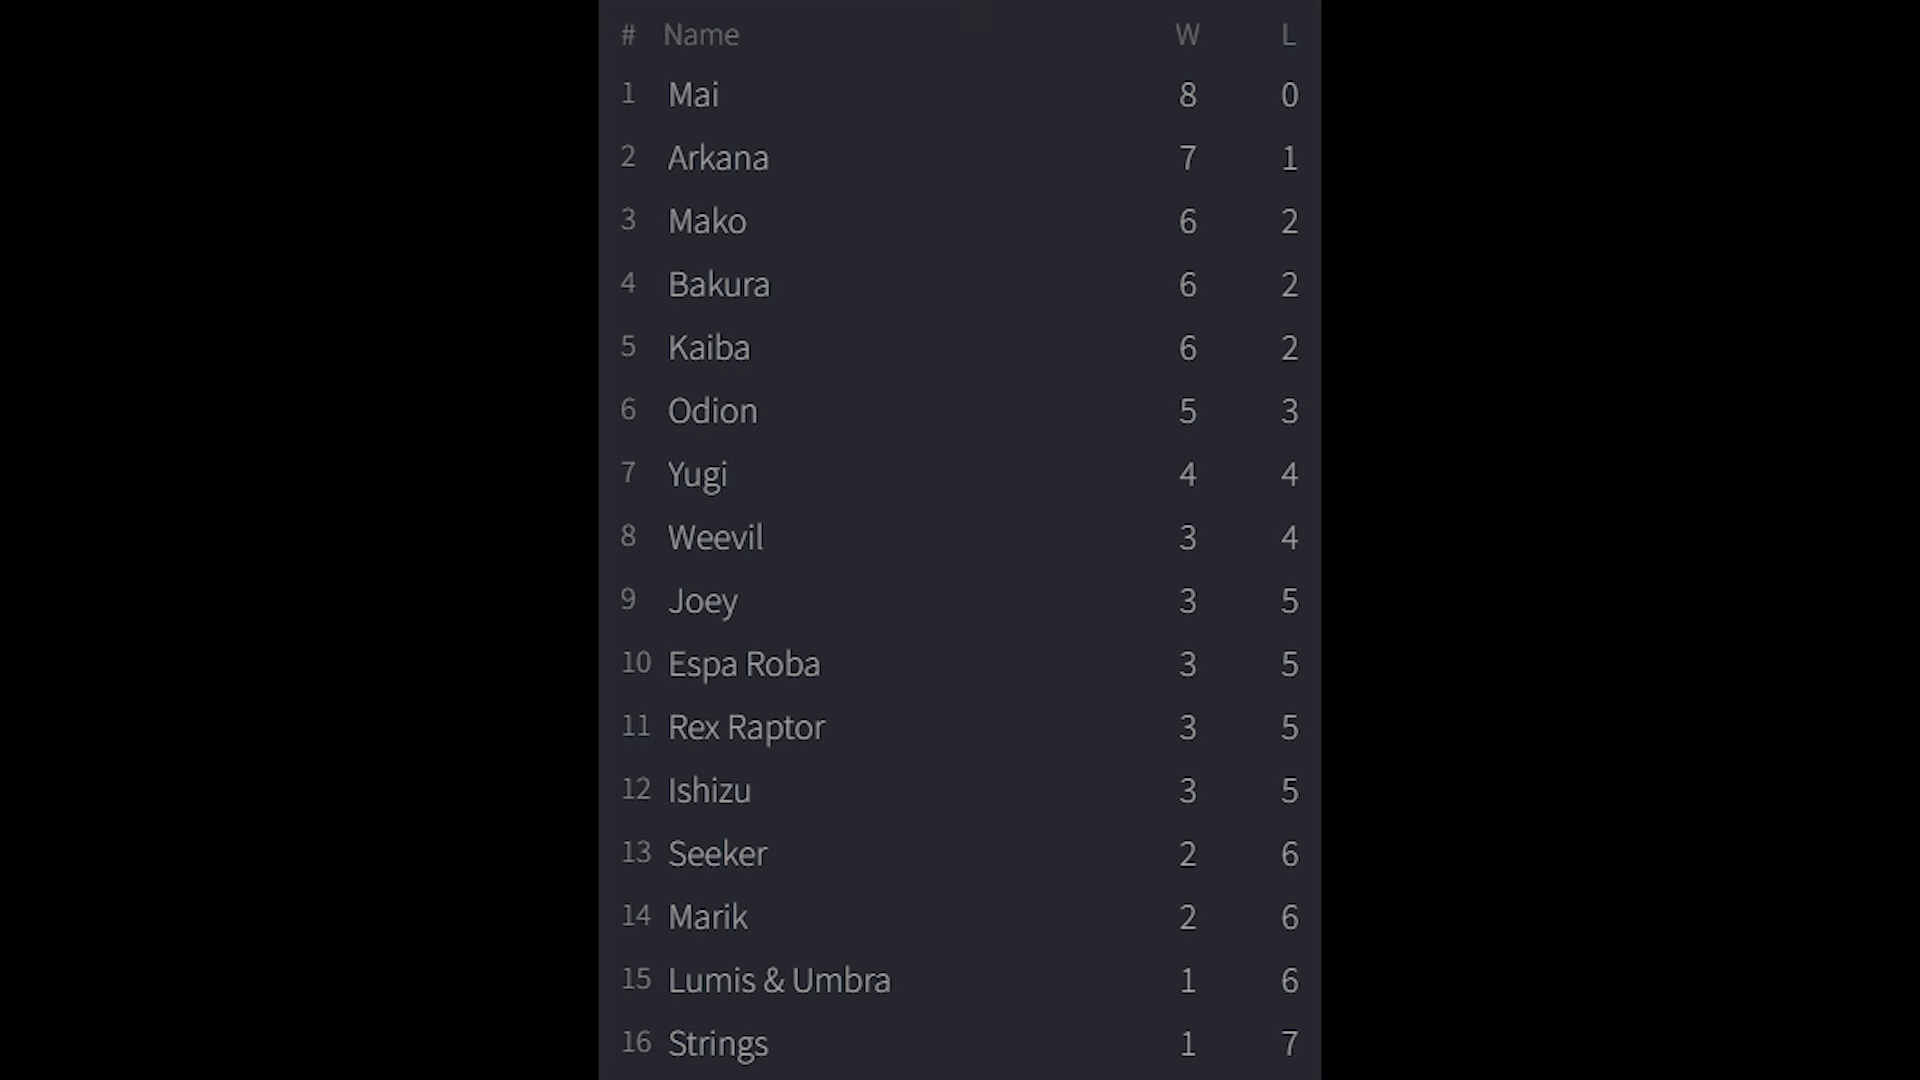 # Name W L
1 Mai 8 0
2 Arkana 7 1
3 Mako 6 2
4 Bakura 6 2
5 Kaiba 6 2
6 Odion 5 3
7 Yugi 4 4
8 Weevil 3 4
9 Joey 3 5
10 Espa Roba 3 5
11 Rex Raptor 3 5
12 Ishizu 3 5
13 Seeker 2 6
14 Marik 2 6
15 Lumis & Umbra 1 6
16 Strings 1 7